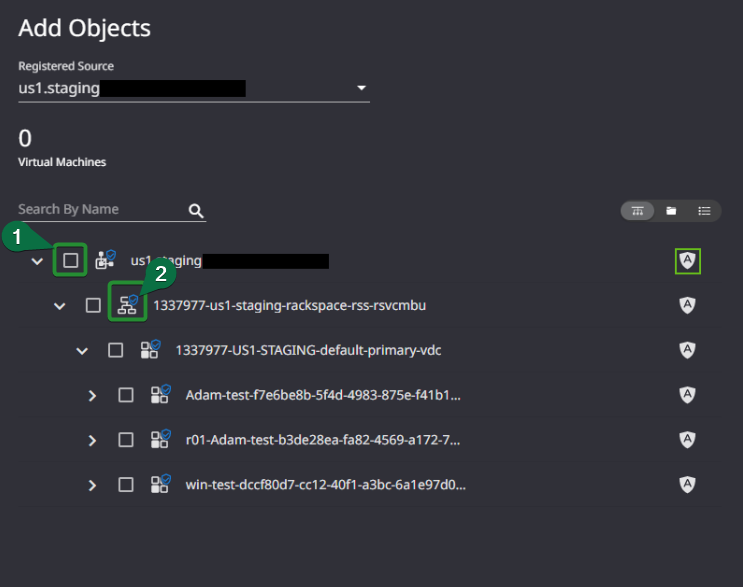 Add Objects
Registered Source
us1.staging
0
Virtual Machines
Search By Name
1
us1.staging
2
1337977-us1-staging-rackspace-rss-rsvcmbu
1337977-US1-STAGING-default-primary-vdc
Adam-test-f7e6be8b-5f4d-4983-875e-f41b1...
r01-Adam-test-b3de28ea-fa82-4569-a172-7...
win-test-dccf80d7-cc12-40f1-a3bc-6a1e97d0...